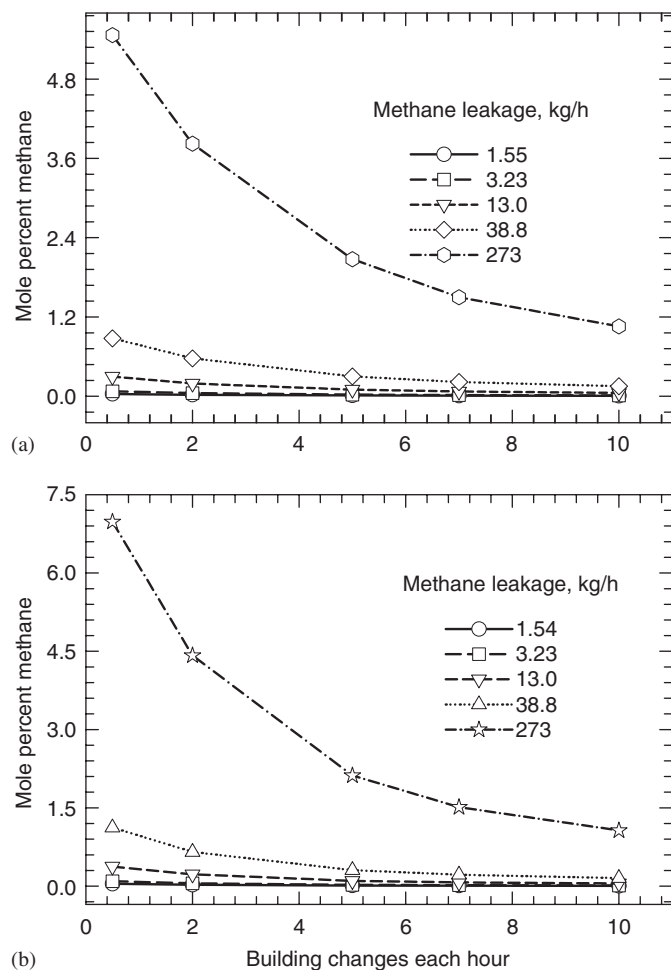 Mole percent methane
4.8
3.6
2.4
1.2
0.0
Methane leakage, kg/h
1.55
3.23
13.0
38.8
273
0 2 4 6 8 10
(a)
Mole percent methane
7.5
6.0
4.5
3.0
1.5
0.0
Methane leakage, kg/h
1.54
3.23
13.0
38.8
273
0 2 4 6 8 10
(b)
Building changes each hour